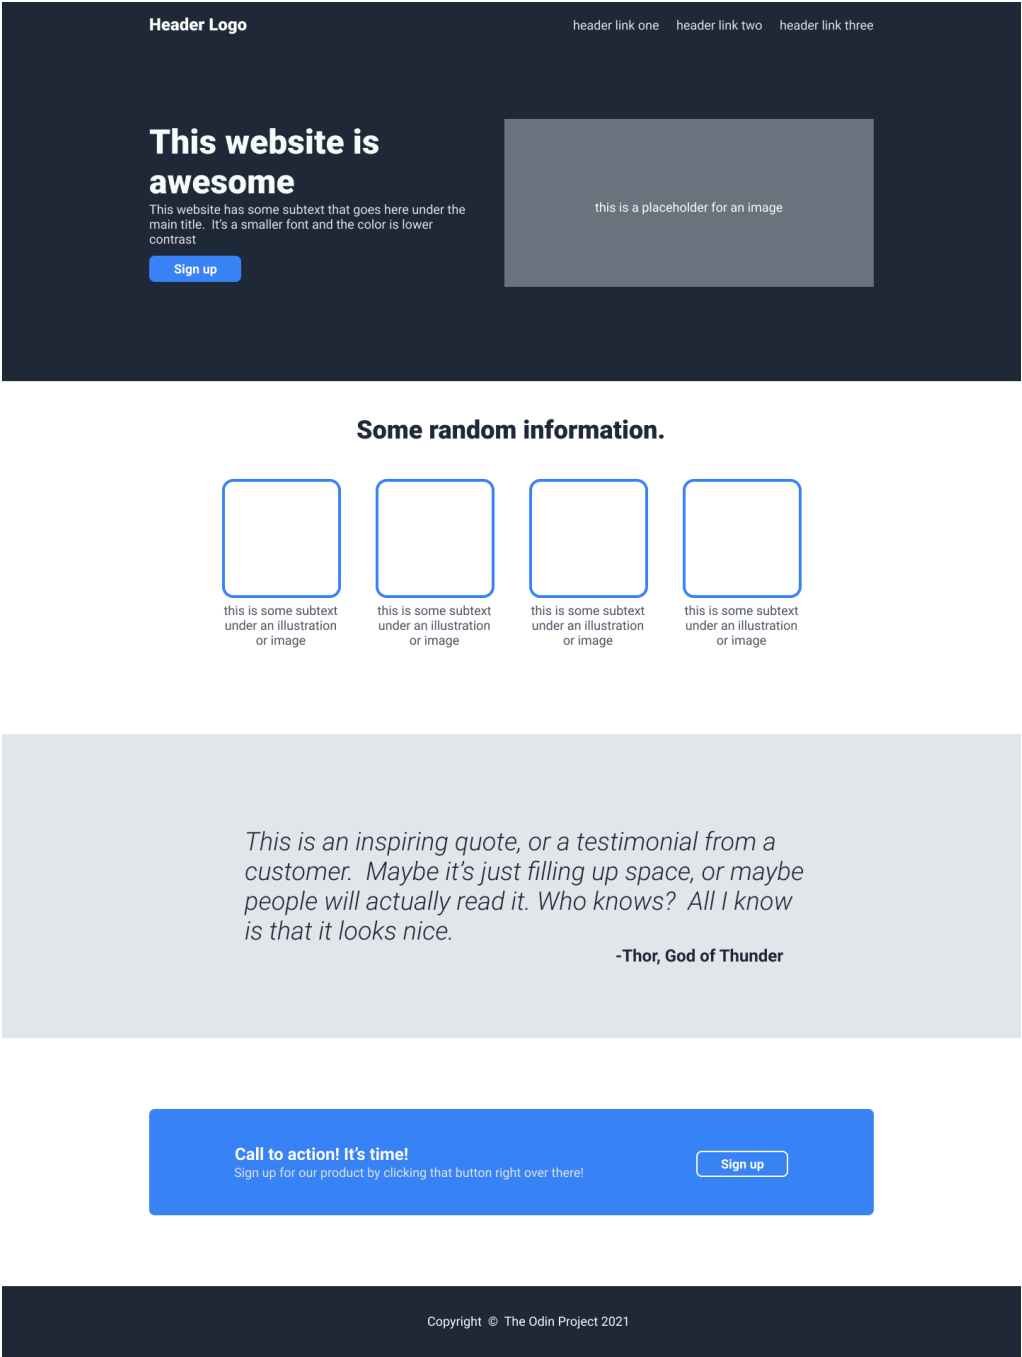 Header Logo
header link one header link two header link three
This website is
awesome
This website has some subtext that goes here under the
main title.  It's a smaller font and the color is lower
contrast
Sign up
this is a placeholder for an image
Some random information.
this is some subtext
under an illustration
or image
this is some subtext
under an illustration
or image
this is some subtext
under an illustration
or image
this is some subtext
under an illustration
or image
This is an inspiring quote, or a testimonial from a
customer.  Maybe it's just filling up space, or maybe
people will actually read it. Who knows?  All I know
is that it looks nice.
-Thor, God of Thunder
Call to action! It's time!
Sign up for our product by clicking that button right over there!
Sign up
Copyright © The Odin Project 2021